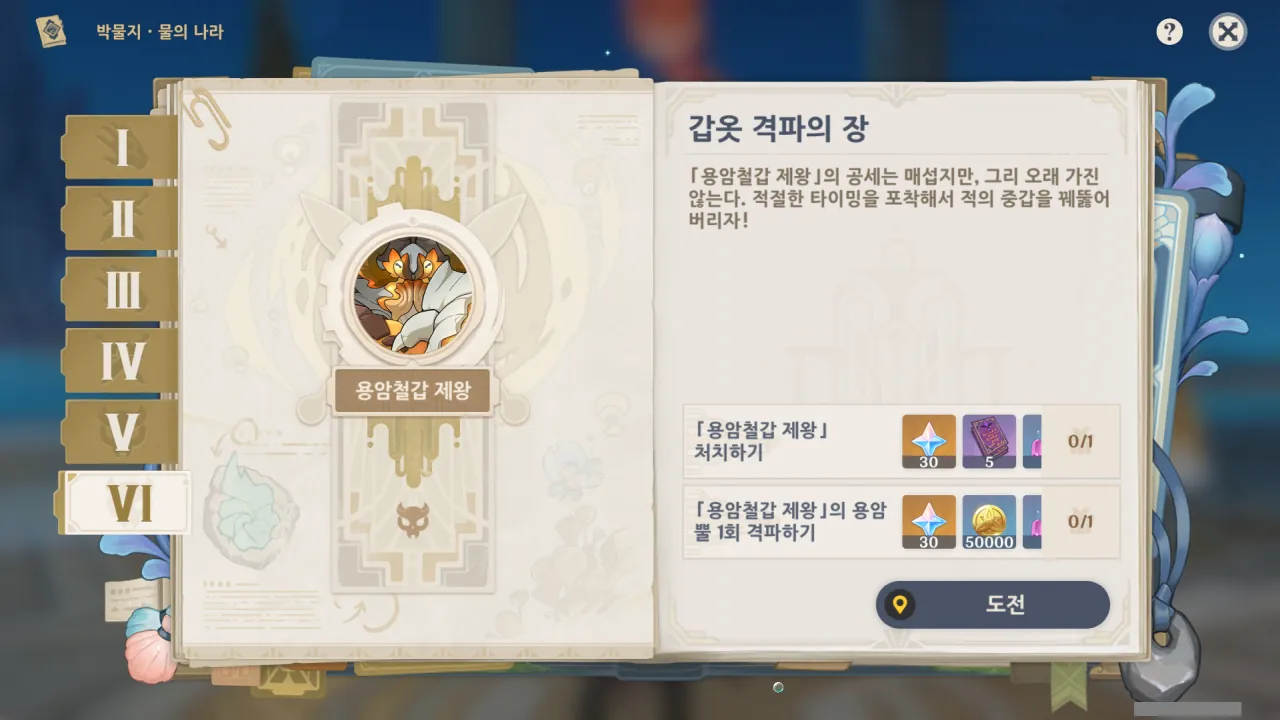 박물지 · 물의 나라
?
I
II
III
IV
V
VI
용암철갑 제왕
갑옷 격파의 장
「용암철갑 제왕」의 공세는 매섭지만, 그리 오래 가진
않는다. 적절한 타이밍을 포착해서 적의 중갑을 꿰뚫어
버리자!
「용암철갑 제왕」
처치하기
30
5
0/1
「용암철갑 제왕」의 용암
뿔 1회 격파하기
30
50000
0/1
도전